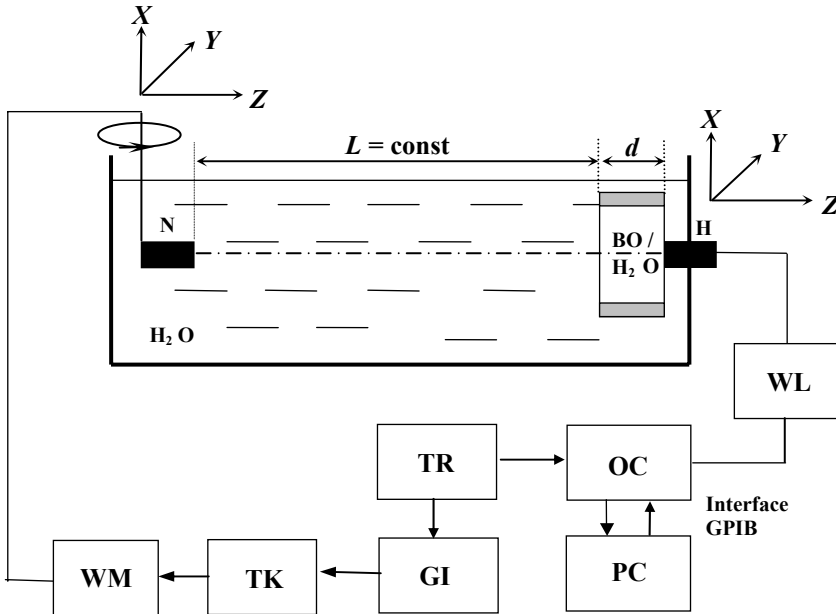 X
Y
Z
L = const
d
X
Y
Z
N
H
BO /
H2 O
H2 O
WL
TR
OC
Interface
GPIB
WM
TK
GI
PC